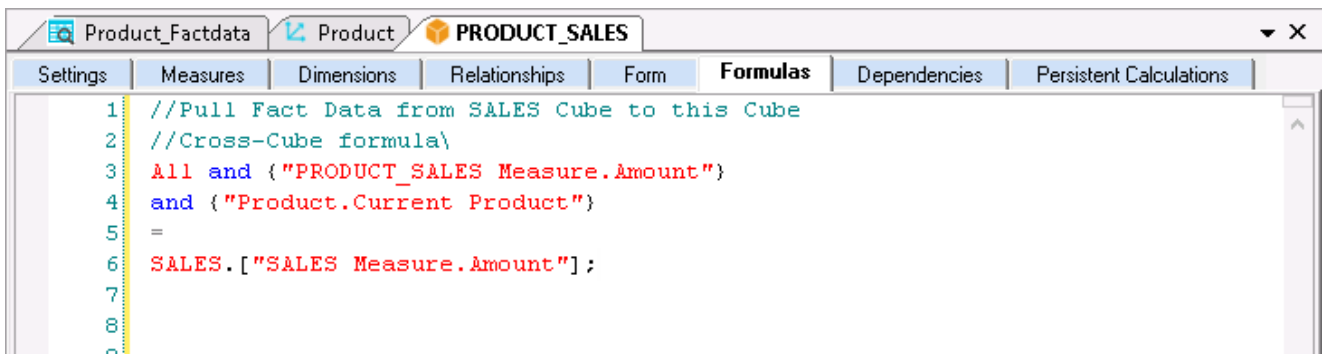 Product_Factdata Product PRODUCT_SALES
Settings Measures Dimensions Relationships Form Formulas Dependencies Persistent Calculations
1 //Pull Fact Data from SALES Cube to this Cube
2 //Cross-Cube formula\
3 All and {"PRODUCT_SALES Measure.Amount"}
4 and {"Product.Current Product"}
5 =
6 SALES.["SALES Measure.Amount"];
7
8